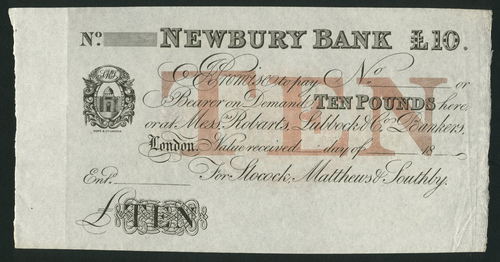 No. NEWBURY BANK £10.
I Promise to pay No or
Bearer on Demand TEN POUNDS here
or at Messrs. Robarts, Lubbock & Co. Bankers,
London. Value received day of 18
Entd. For Slocock, Matthews & Southby.
£ TEN
TEN